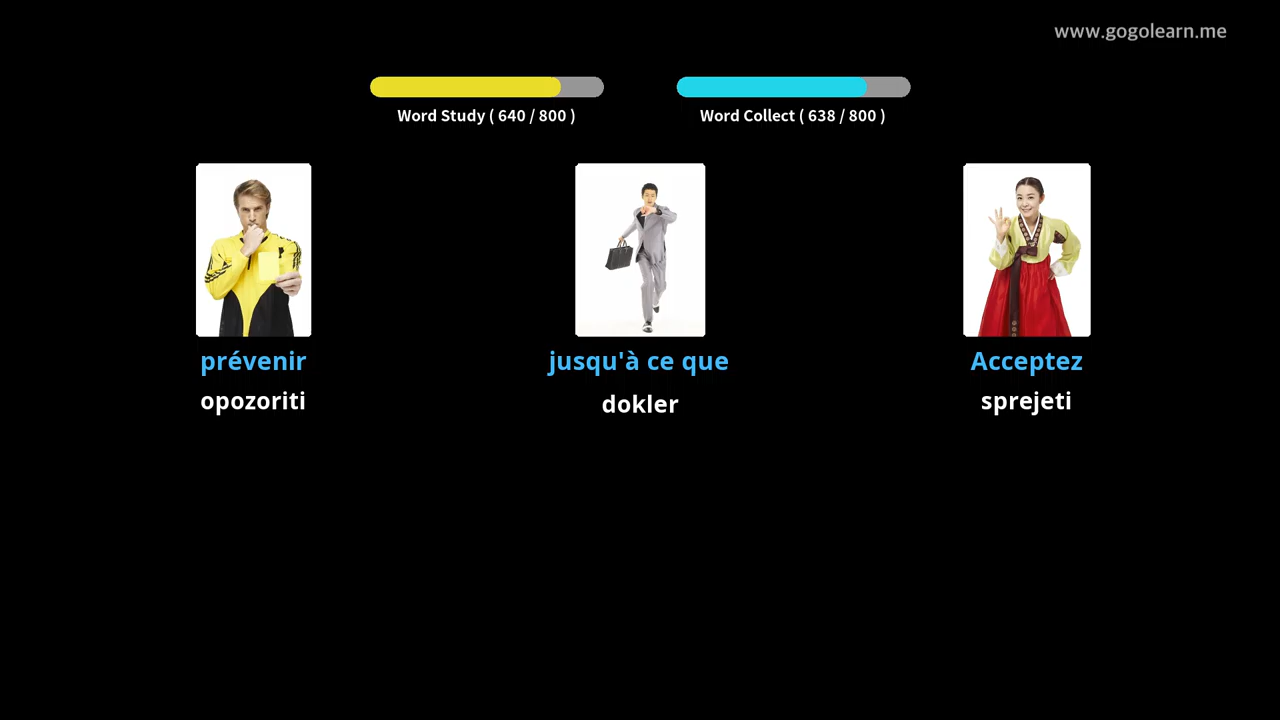 www.gogolearn.me
Word Study ( 640 / 800 )
Word Collect ( 638 / 800 )
prévenir
opozoriti
jusqu'à ce que
dokler
Acceptez
sprejeti